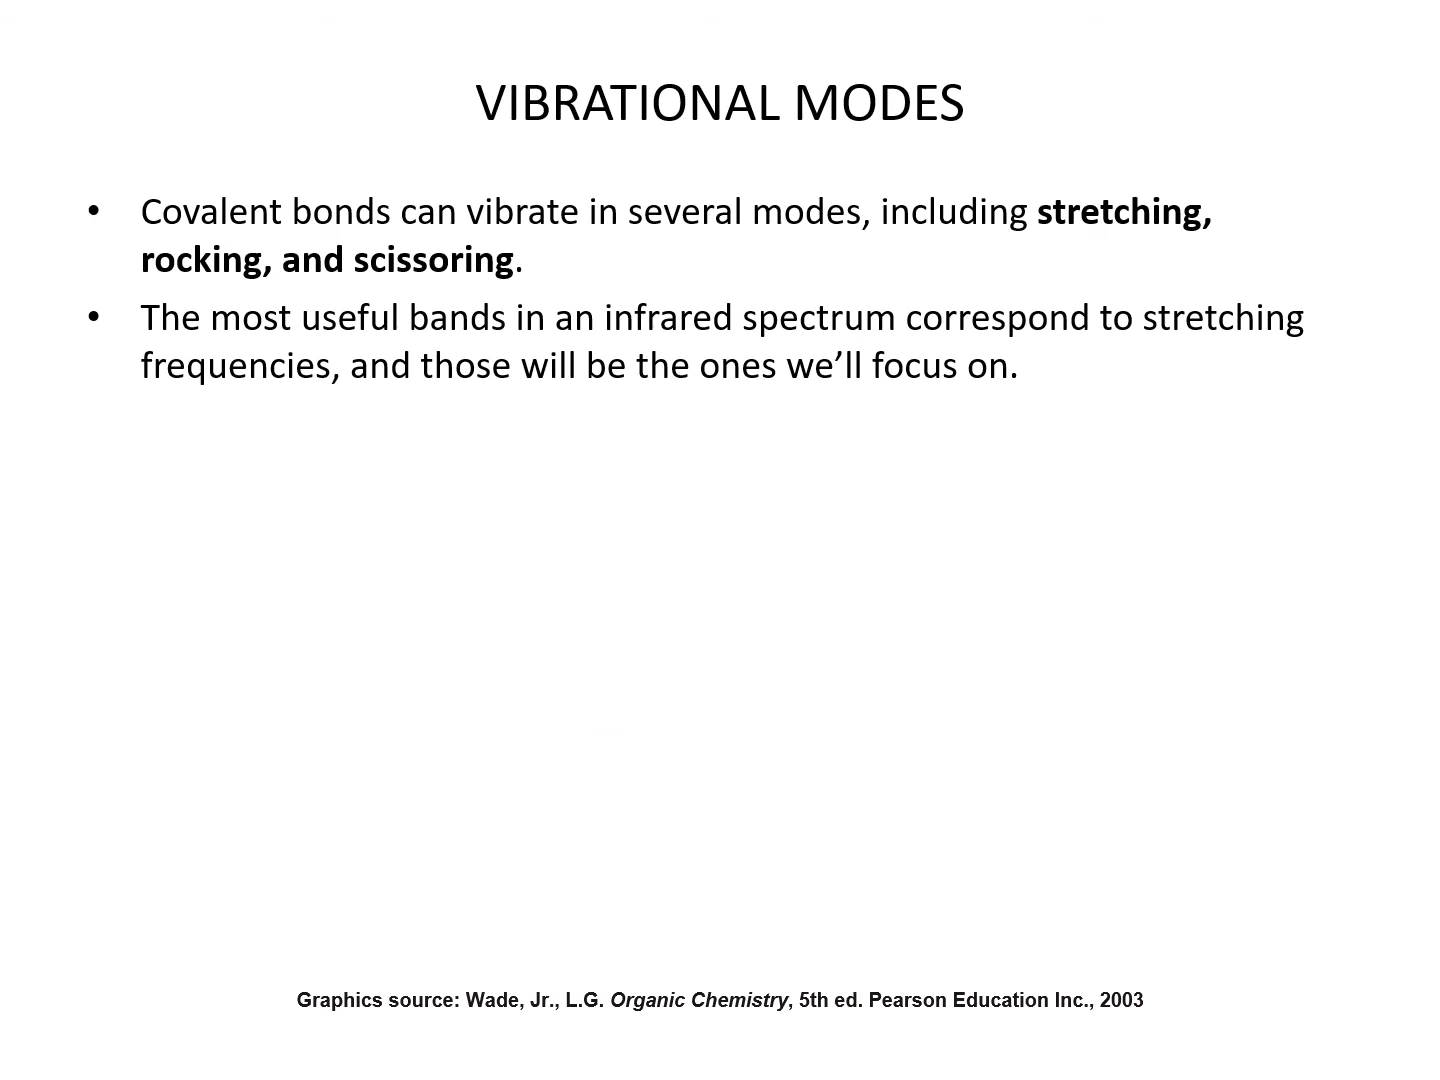 VIBRATIONAL MODES
• Covalent bonds can vibrate in several modes, including stretching,
rocking, and scissoring.
• The most useful bands in an infrared spectrum correspond to stretching
frequencies, and those will be the ones we’ll focus on.
Graphics source: Wade, Jr., L.G. Organic Chemistry, 5th ed. Pearson Education Inc., 2003